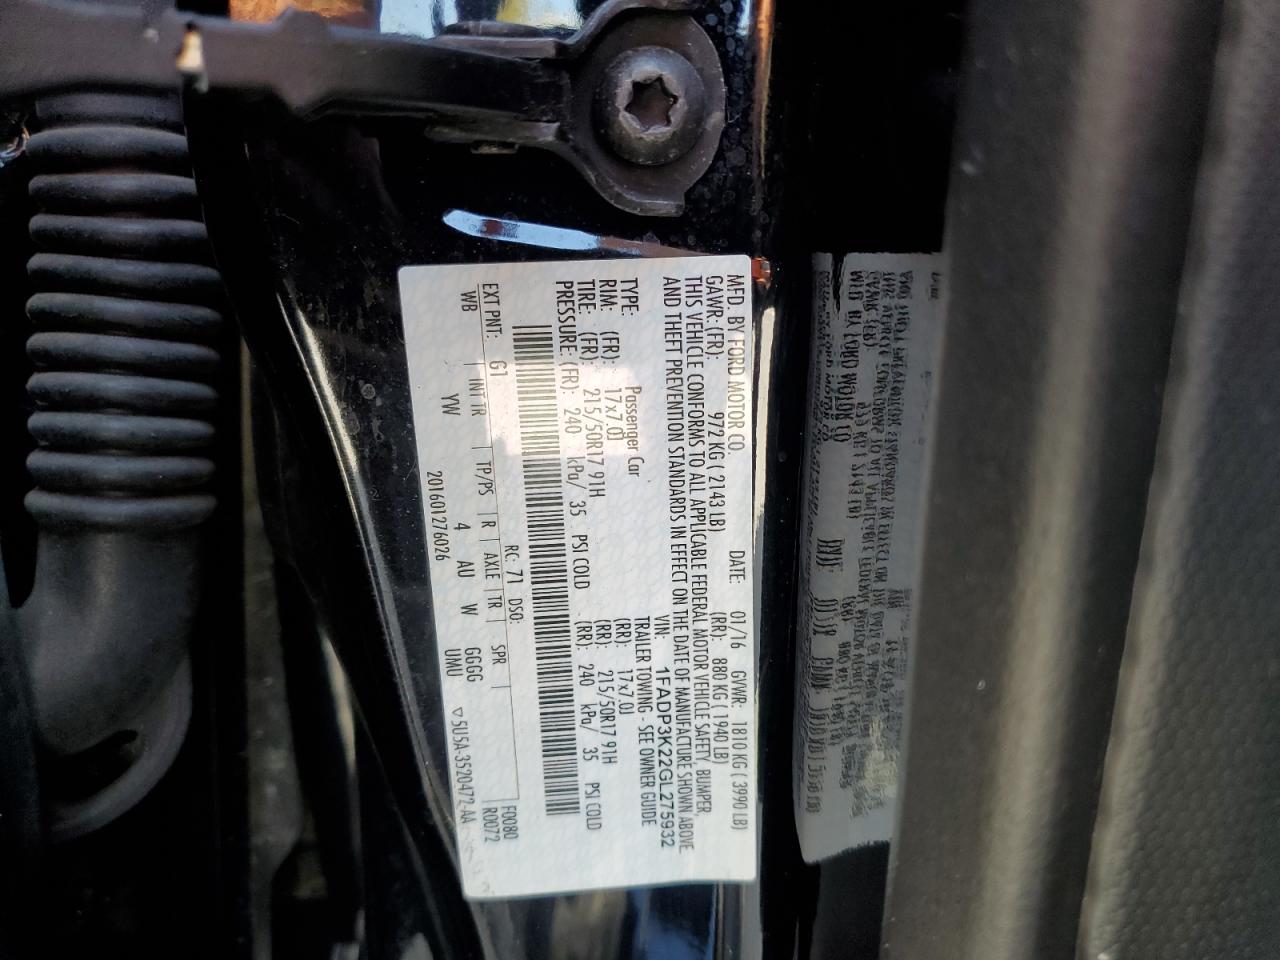 MFD. BY FORD MOTOR CO.
DATE: 01/16 GVWR: 1810 KG ( 3990 LB)
GAWR: (FR): 972 KG ( 2143 LB) (RR): 880 KG ( 1940 LB)
THIS VEHICLE CONFORMS TO ALL APPLICABLE FEDERAL MOTOR VEHICLE SAFETY, BUMPER,
AND THEFT PREVENTION STANDARDS IN EFFECT ON THE DATE OF MANUFACTURE SHOWN ABOVE.
VIN: 1FADP3K22GL275932
TYPE: Passenger Car TRAILER TOWING - SEE OWNER GUIDE
RIM: (FR): 17x7.0J (RR): 17x7.0J
TIRE: (FR): 215/50R17 91H (RR): 215/50R17 91H
PRESSURE: (FR): 240 kPa/ 35 PSI COLD (RR): 240 kPa/ 35 PSI COLD
RC: 71 DSO: F0080
EXT PNT: G1 | INT TR | TP/PS | R | AXLE | TR | SPR | R0072
WB YW 4 AU W GGGG
201601276026 UMU ▽5U5A-3520472-AA